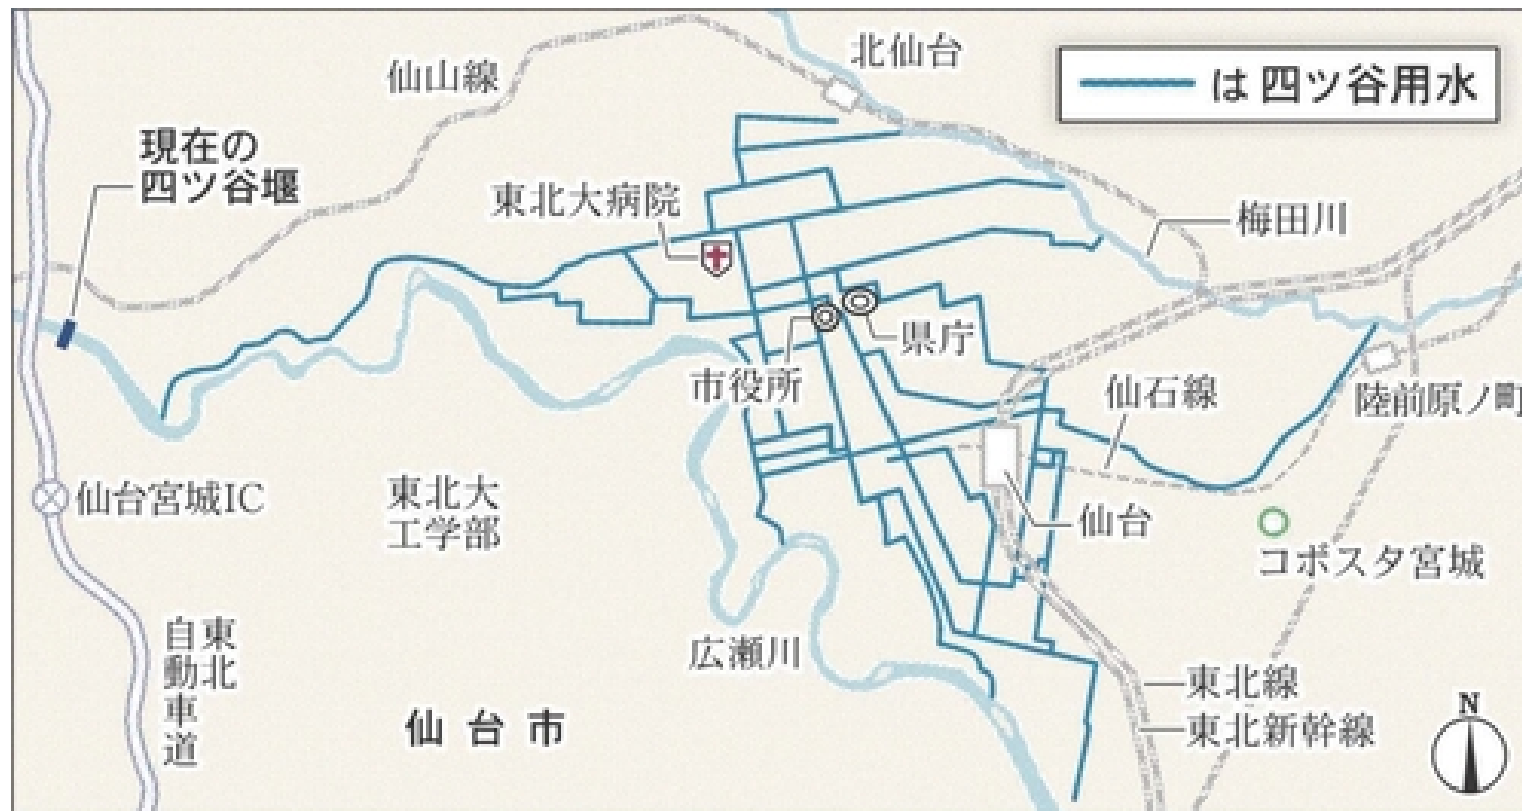 北仙台
仙山線
は四ツ谷用水
現在の
四ツ谷堰
東北大病院
梅田川
県庁
市役所
仙石線
陸前原ノ町
仙台宮城IC
東北大
工学部
仙台
コボスタ宮城
東北
自動車道
広瀬川
東北線
東北新幹線
仙台市
N